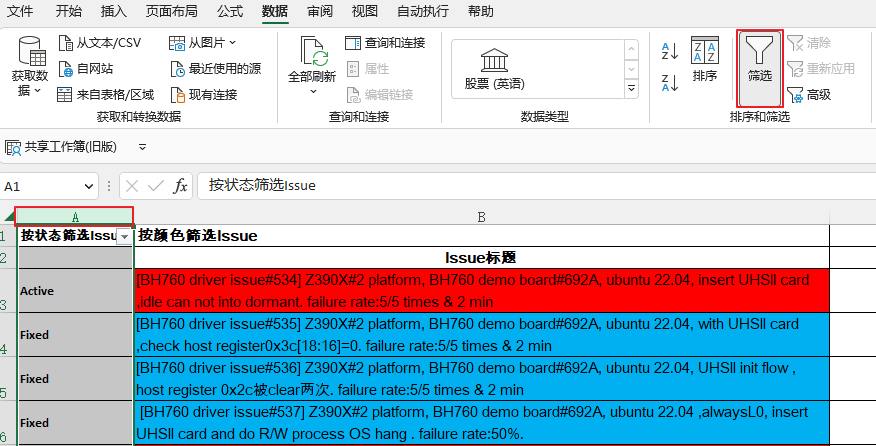 文件 开始 插入 页面布局 公式 数据 审阅 视图 自动执行 帮助
获取数据
从文本/CSV
自网站
来自表格/区域
从图片
最近使用的源
现有连接
获取和转换数据
全部刷新
查询和连接
属性
编辑链接
查询和连接
股票 (英语)
数据类型
排序
筛选
清除
重新应用
高级
排序和筛选
共享工作簿(旧版)
A1
fx
按状态筛选Issue
A B
1 按状态筛选Issu 按颜色筛选Issue
2 Issue标题
3 Active
[BH760 driver issue#534] Z390X#2 platform, BH760 demo board#692A, ubuntu 22.04, insert UHSll card
,idle can not into dormant. failure rate:5/5 times & 2 min
4 Fixed
[BH760 driver issue#535] Z390X#2 platform, BH760 demo board#692A, ubuntu 22.04, with UHSll card
,check host register0x3c[18:16]=0. failure rate:5/5 times & 2 min
5 Fixed
[BH760 driver issue#536] Z390X#2 platform, BH760 demo board#692A, ubuntu 22.04, UHSll init flow ,
host register 0x2c被clear两次. failure rate:5/5 times & 2 min
6 Fixed
[BH760 driver issue#537] Z390X#2 platform, BH760 demo board#692A, ubuntu 22.04 ,alwaysL0, insert
UHSll card and do R/W process OS hang . failure rate:50%.